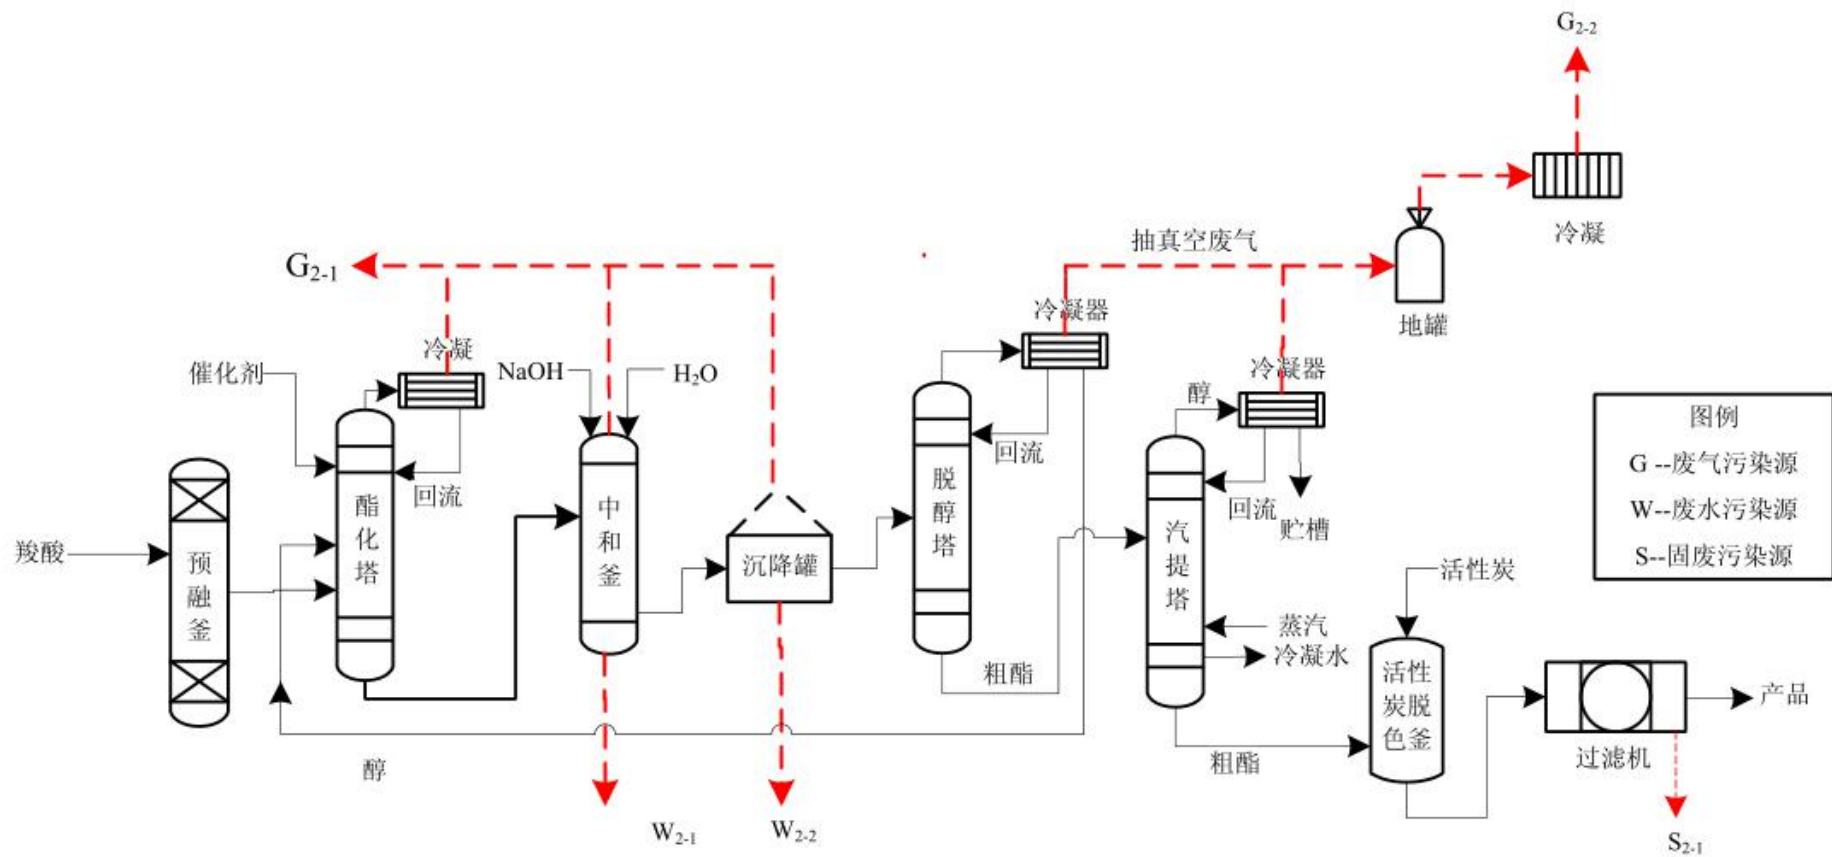 G2-2
冷凝
抽真空废气
地罐
G2-1
冷凝
催化剂
NaOH
H2O
冷凝器
冷凝器
醇
回流
回流
回流
贮槽
羧酸
预融釜
酯化塔
中和釜
沉降罐
脱醇塔
汽提塔
蒸汽
冷凝水
粗酯
粗酯
醇
活性炭
活性
炭脱
色釜
过滤机
产品
W2-1
W2-2
S2-1
图例
G --废气污染源
W--废水污染源
S--固废污染源